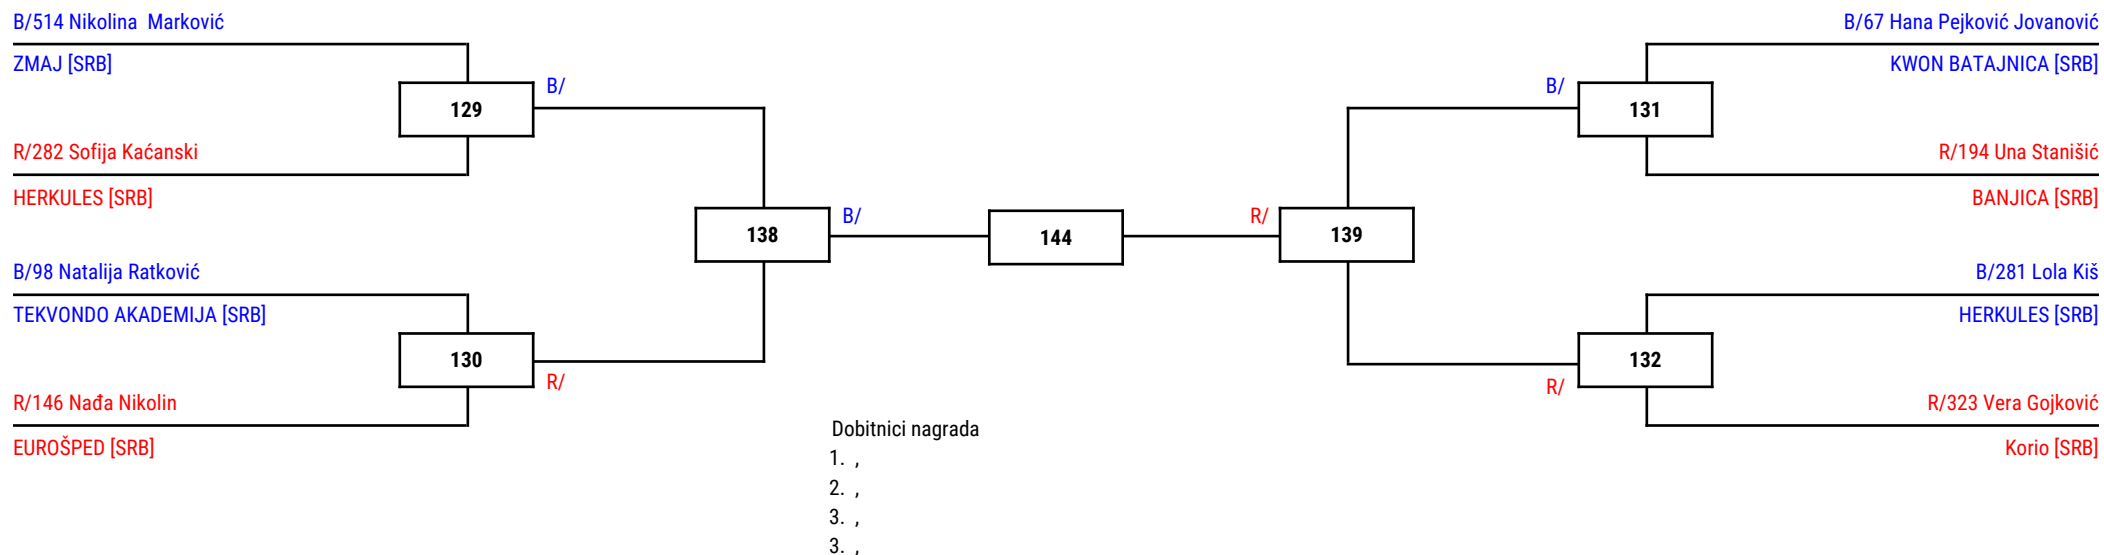 B/514 Nikolina  Marković
ZMAJ [SRB]
129
B/
R/282 Sofija Kaćanski
HERKULES [SRB]
138
B/
B/98 Natalija Ratković
TEKVONDO AKADEMIJA [SRB]
130
R/
R/146 Nađa Nikolin
EUROŠPED [SRB]
144
B/67 Hana Pejković Jovanović
KWON BATAJNICA [SRB]
B/
131
R/194 Una Stanišić
BANJICA [SRB]
R/
139
B/281 Lola Kiš
HERKULES [SRB]
132
R/
R/323 Vera Gojković
Korio [SRB]
Dobitnici nagrada
1. ,
2. ,
3. ,
3. ,